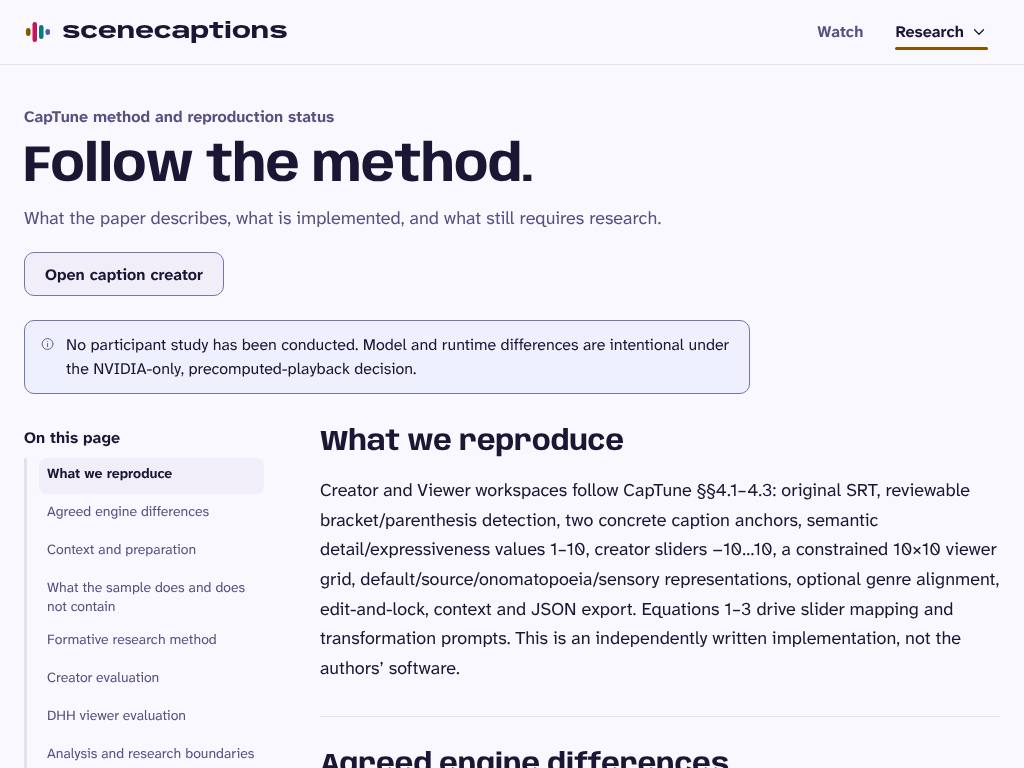 scenecaptions
Watch
Research
CapTune method and reproduction status
Follow the method.
What the paper describes, what is implemented, and what still requires research.
Open caption creator
No participant study has been conducted. Model and runtime differences are intentional under
the NVIDIA-only, precomputed-playback decision.
On this page
What we reproduce
Agreed engine differences
Context and preparation
What the sample does and does
not contain
Formative research method
Creator evaluation
DHH viewer evaluation
Analysis and research boundaries
What we reproduce
Creator and Viewer workspaces follow CapTune §§4.1–4.3: original SRT, reviewable
bracket/parenthesis detection, two concrete caption anchors, semantic
detail/expressiveness values 1–10, creator sliders −10…10, a constrained 10×10 viewer
grid, default/source/onomatopoeia/sensory representations, optional genre alignment,
edit-and-lock, context and JSON export. Equations 1–3 drive slider mapping and
transformation prompts. This is an independently written implementation, not the
authors’ software.
Agreed engine differences